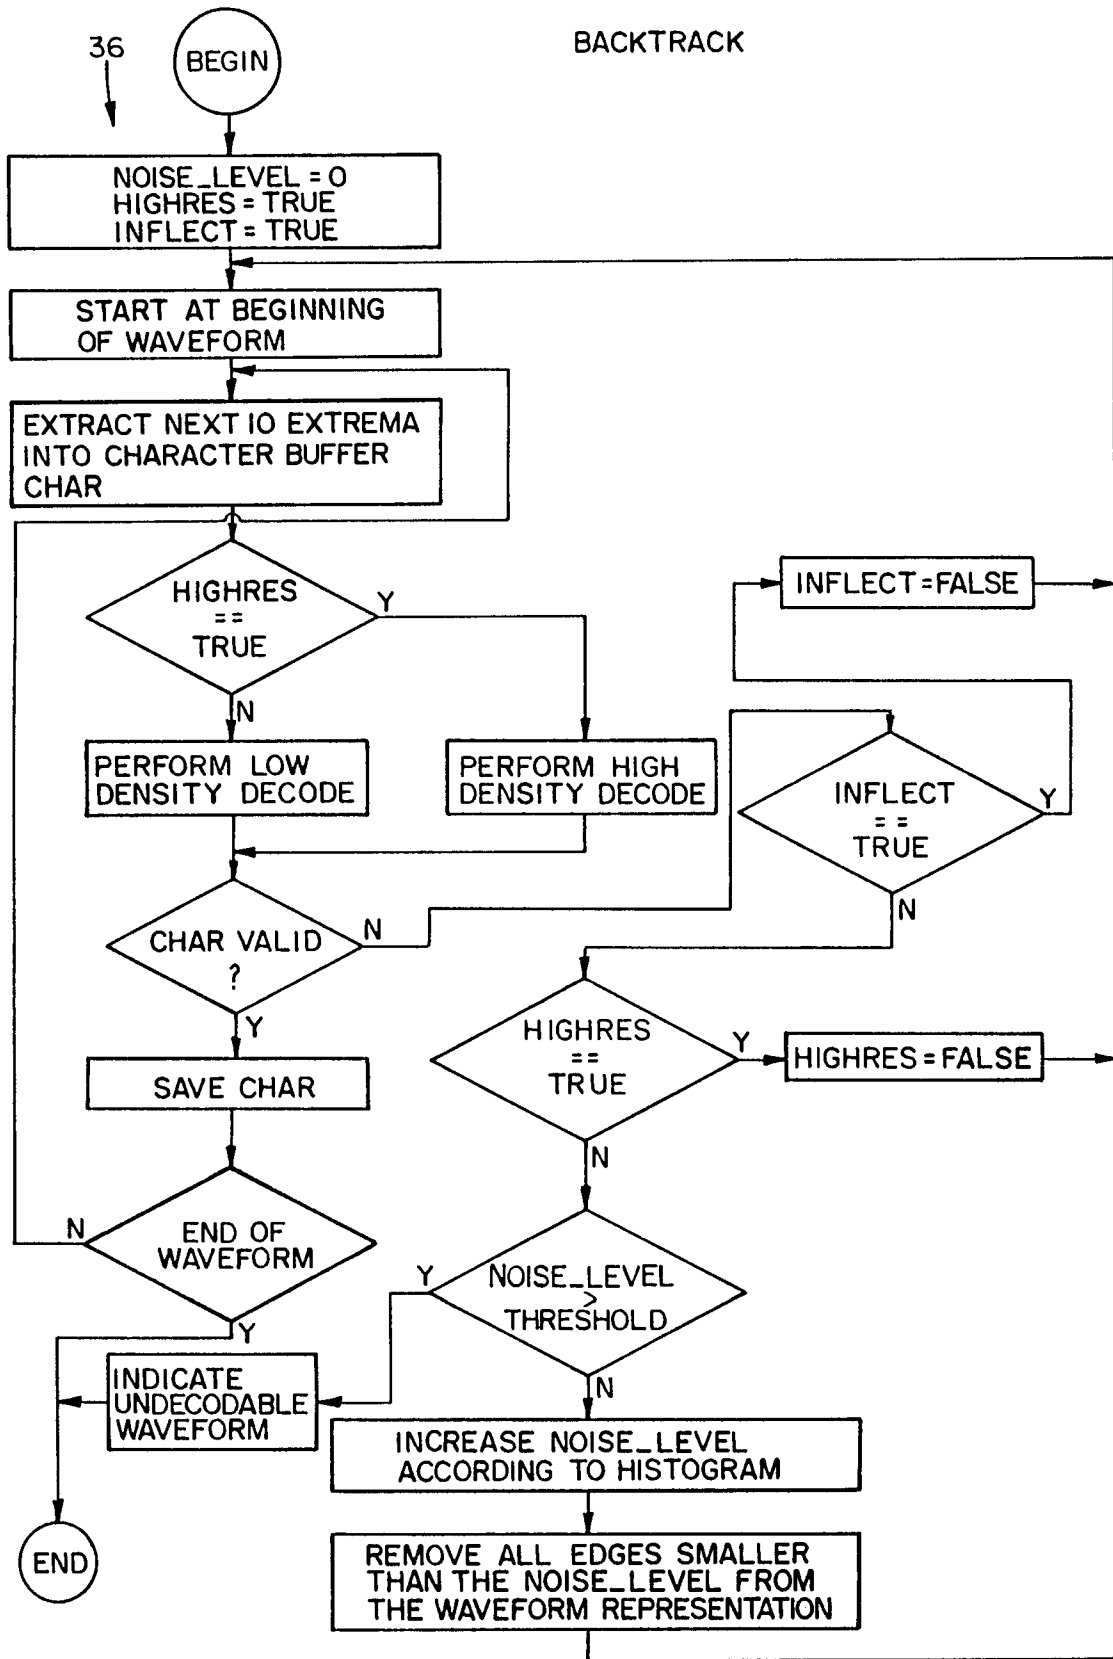 36
BEGIN
BACKTRACK
NOISE_LEVEL = 0
HIGHRES = TRUE
INFLECT = TRUE
START AT BEGINNING
OF WAVEFORM
EXTRACT NEXT 10 EXTREMA
INTO CHARACTER BUFFER
CHAR
HIGHRES
==
TRUE
Y
N
INFLECT=FALSE
PERFORM LOW
DENSITY DECODE
PERFORM HIGH
DENSITY DECODE
INFLECT
==
TRUE
Y
N
CHAR VALID
?
N
Y
HIGHRES
==
TRUE
Y
N
HIGHRES=FALSE
SAVE CHAR
END OF
WAVEFORM
N
Y
NOISE_LEVEL
>
THRESHOLD
Y
N
INDICATE
UNDECODABLE
WAVEFORM
INCREASE NOISE_LEVEL
ACCORDING TO HISTOGRAM
END
REMOVE ALL EDGES SMALLER
THAN THE NOISE_LEVEL FROM
THE WAVEFORM REPRESENTATION